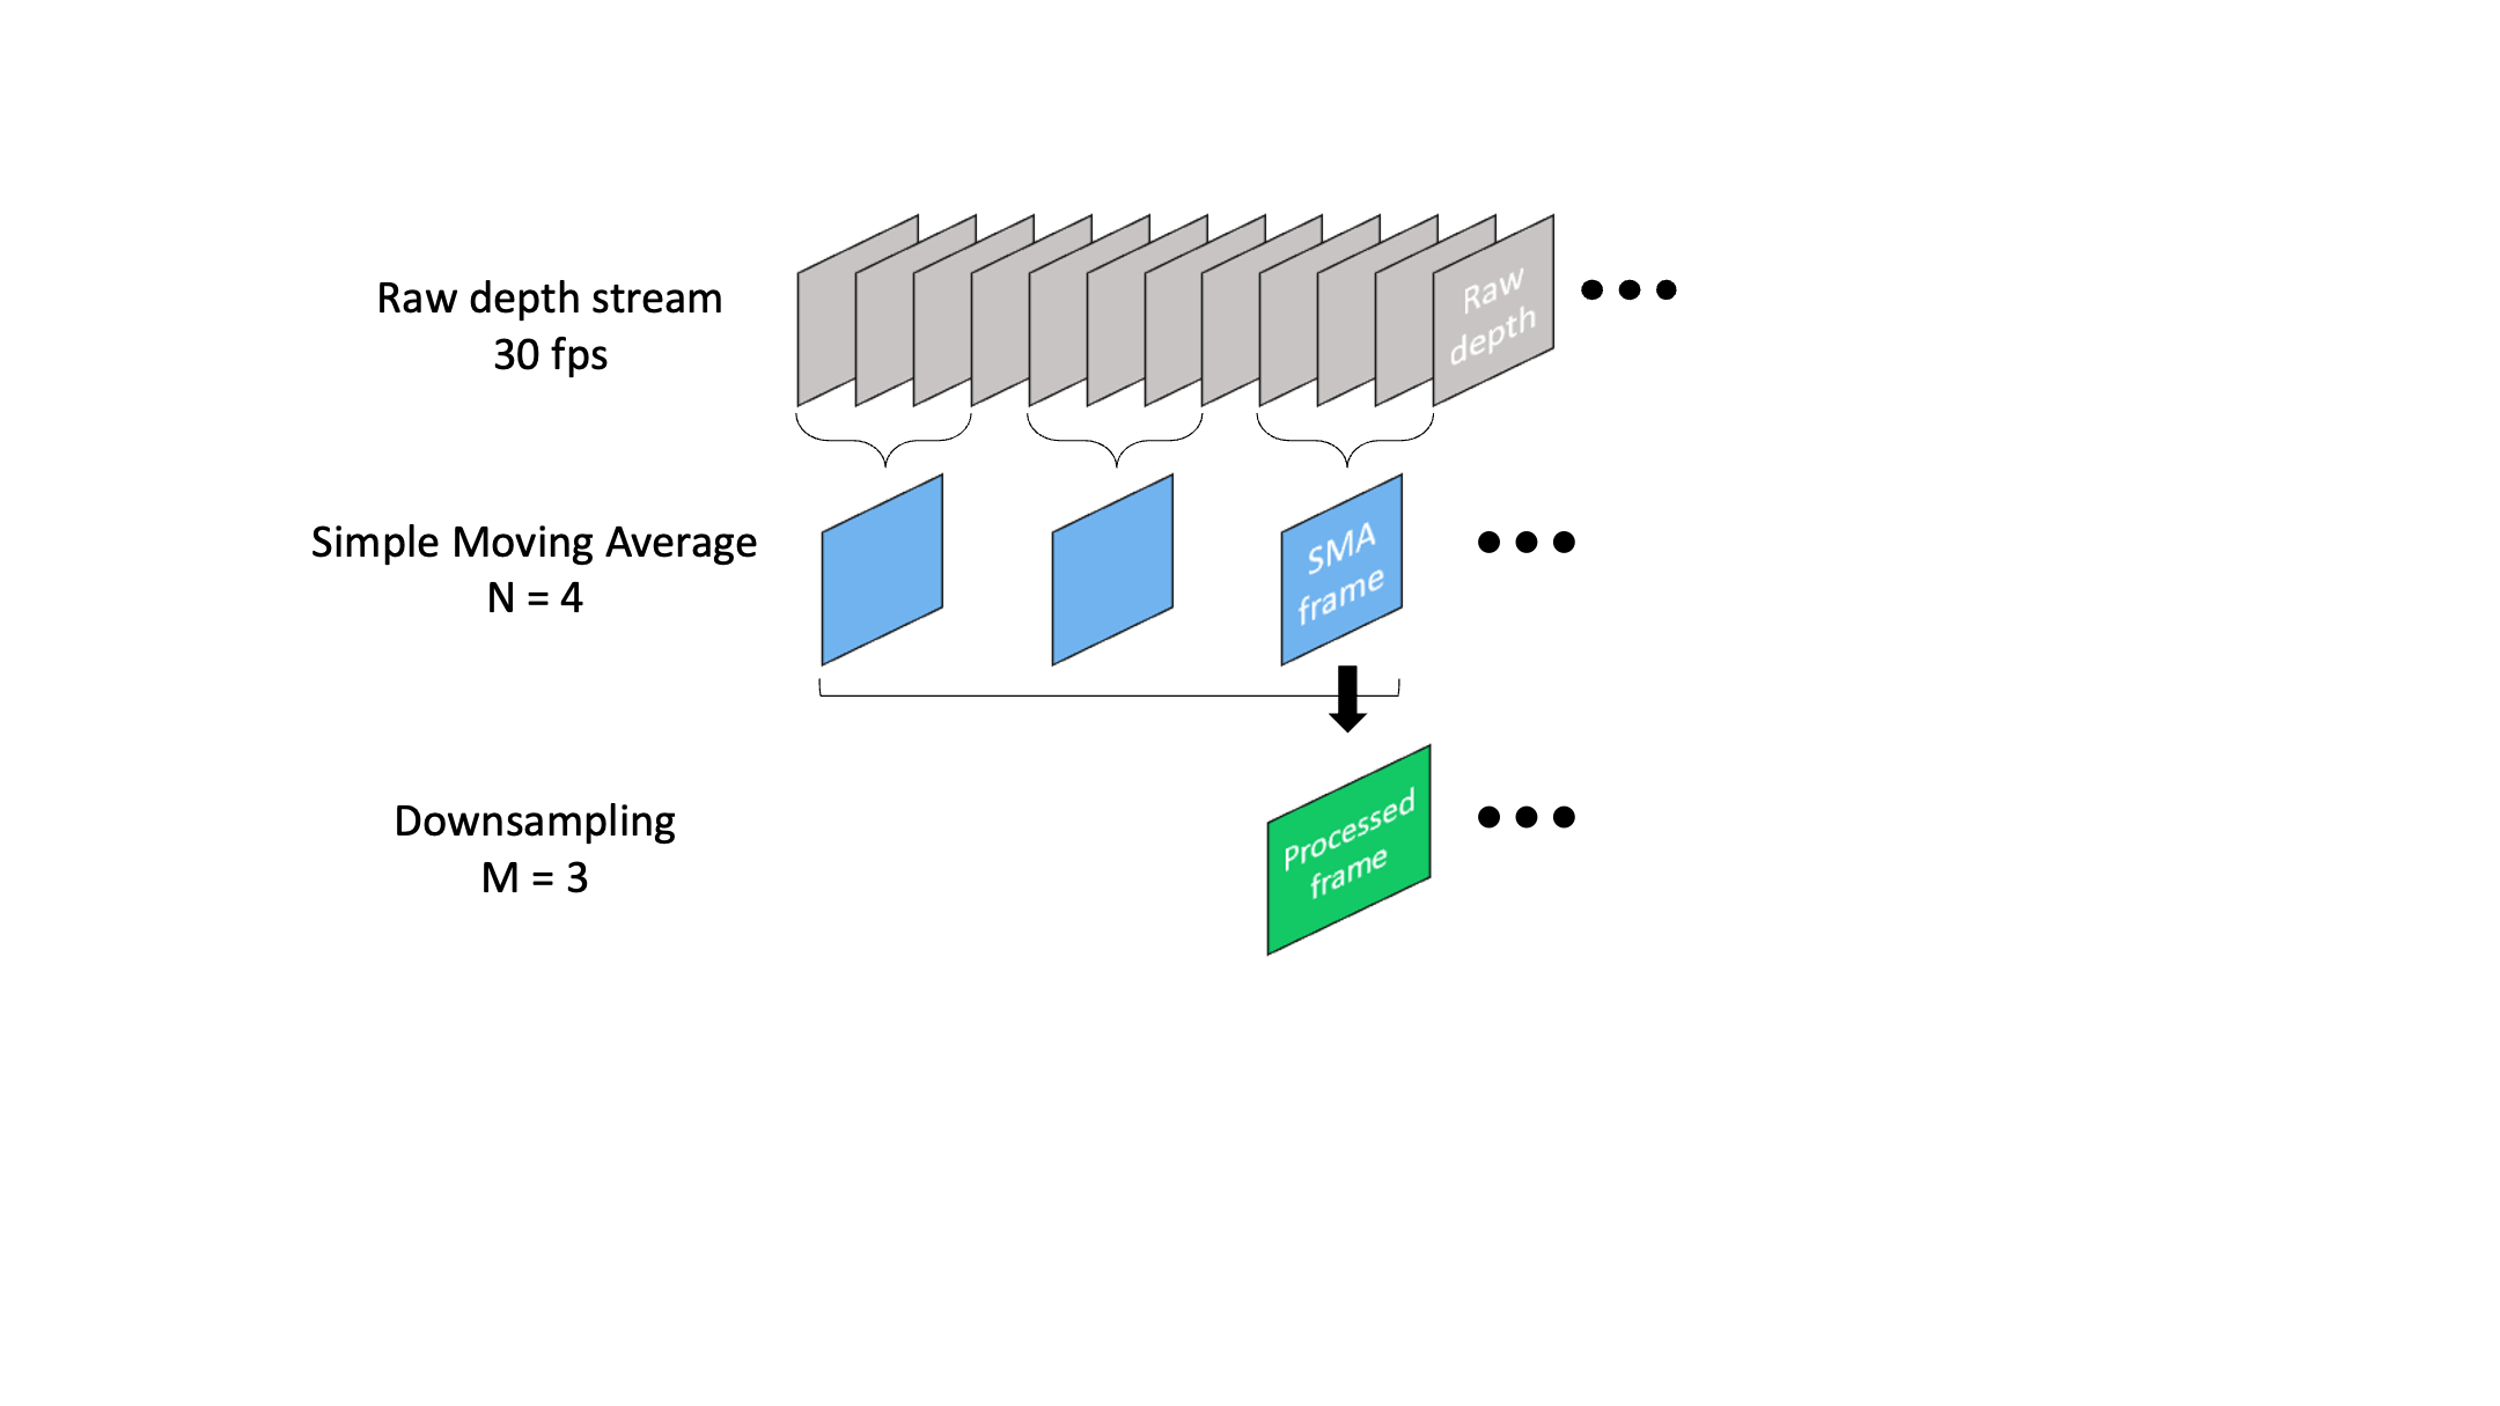 Raw depth stream
30 fps
Raw
depth
Simple Moving Average
N = 4
SMA
frame
Downsampling
M = 3
Processed
frame